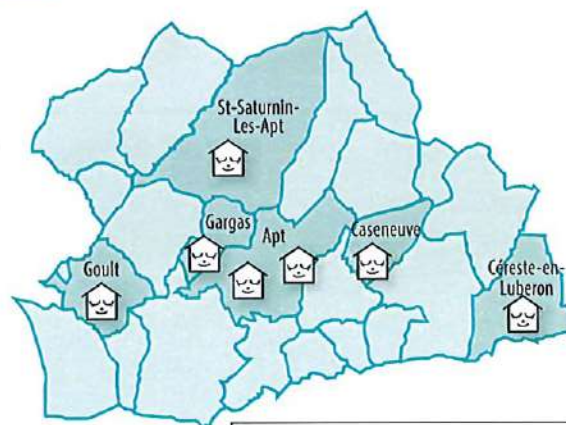 St-Saturnin-
Les-Apt
Gargas
Apt
Caseneuve
Goult
Céreste-en-
Luberon